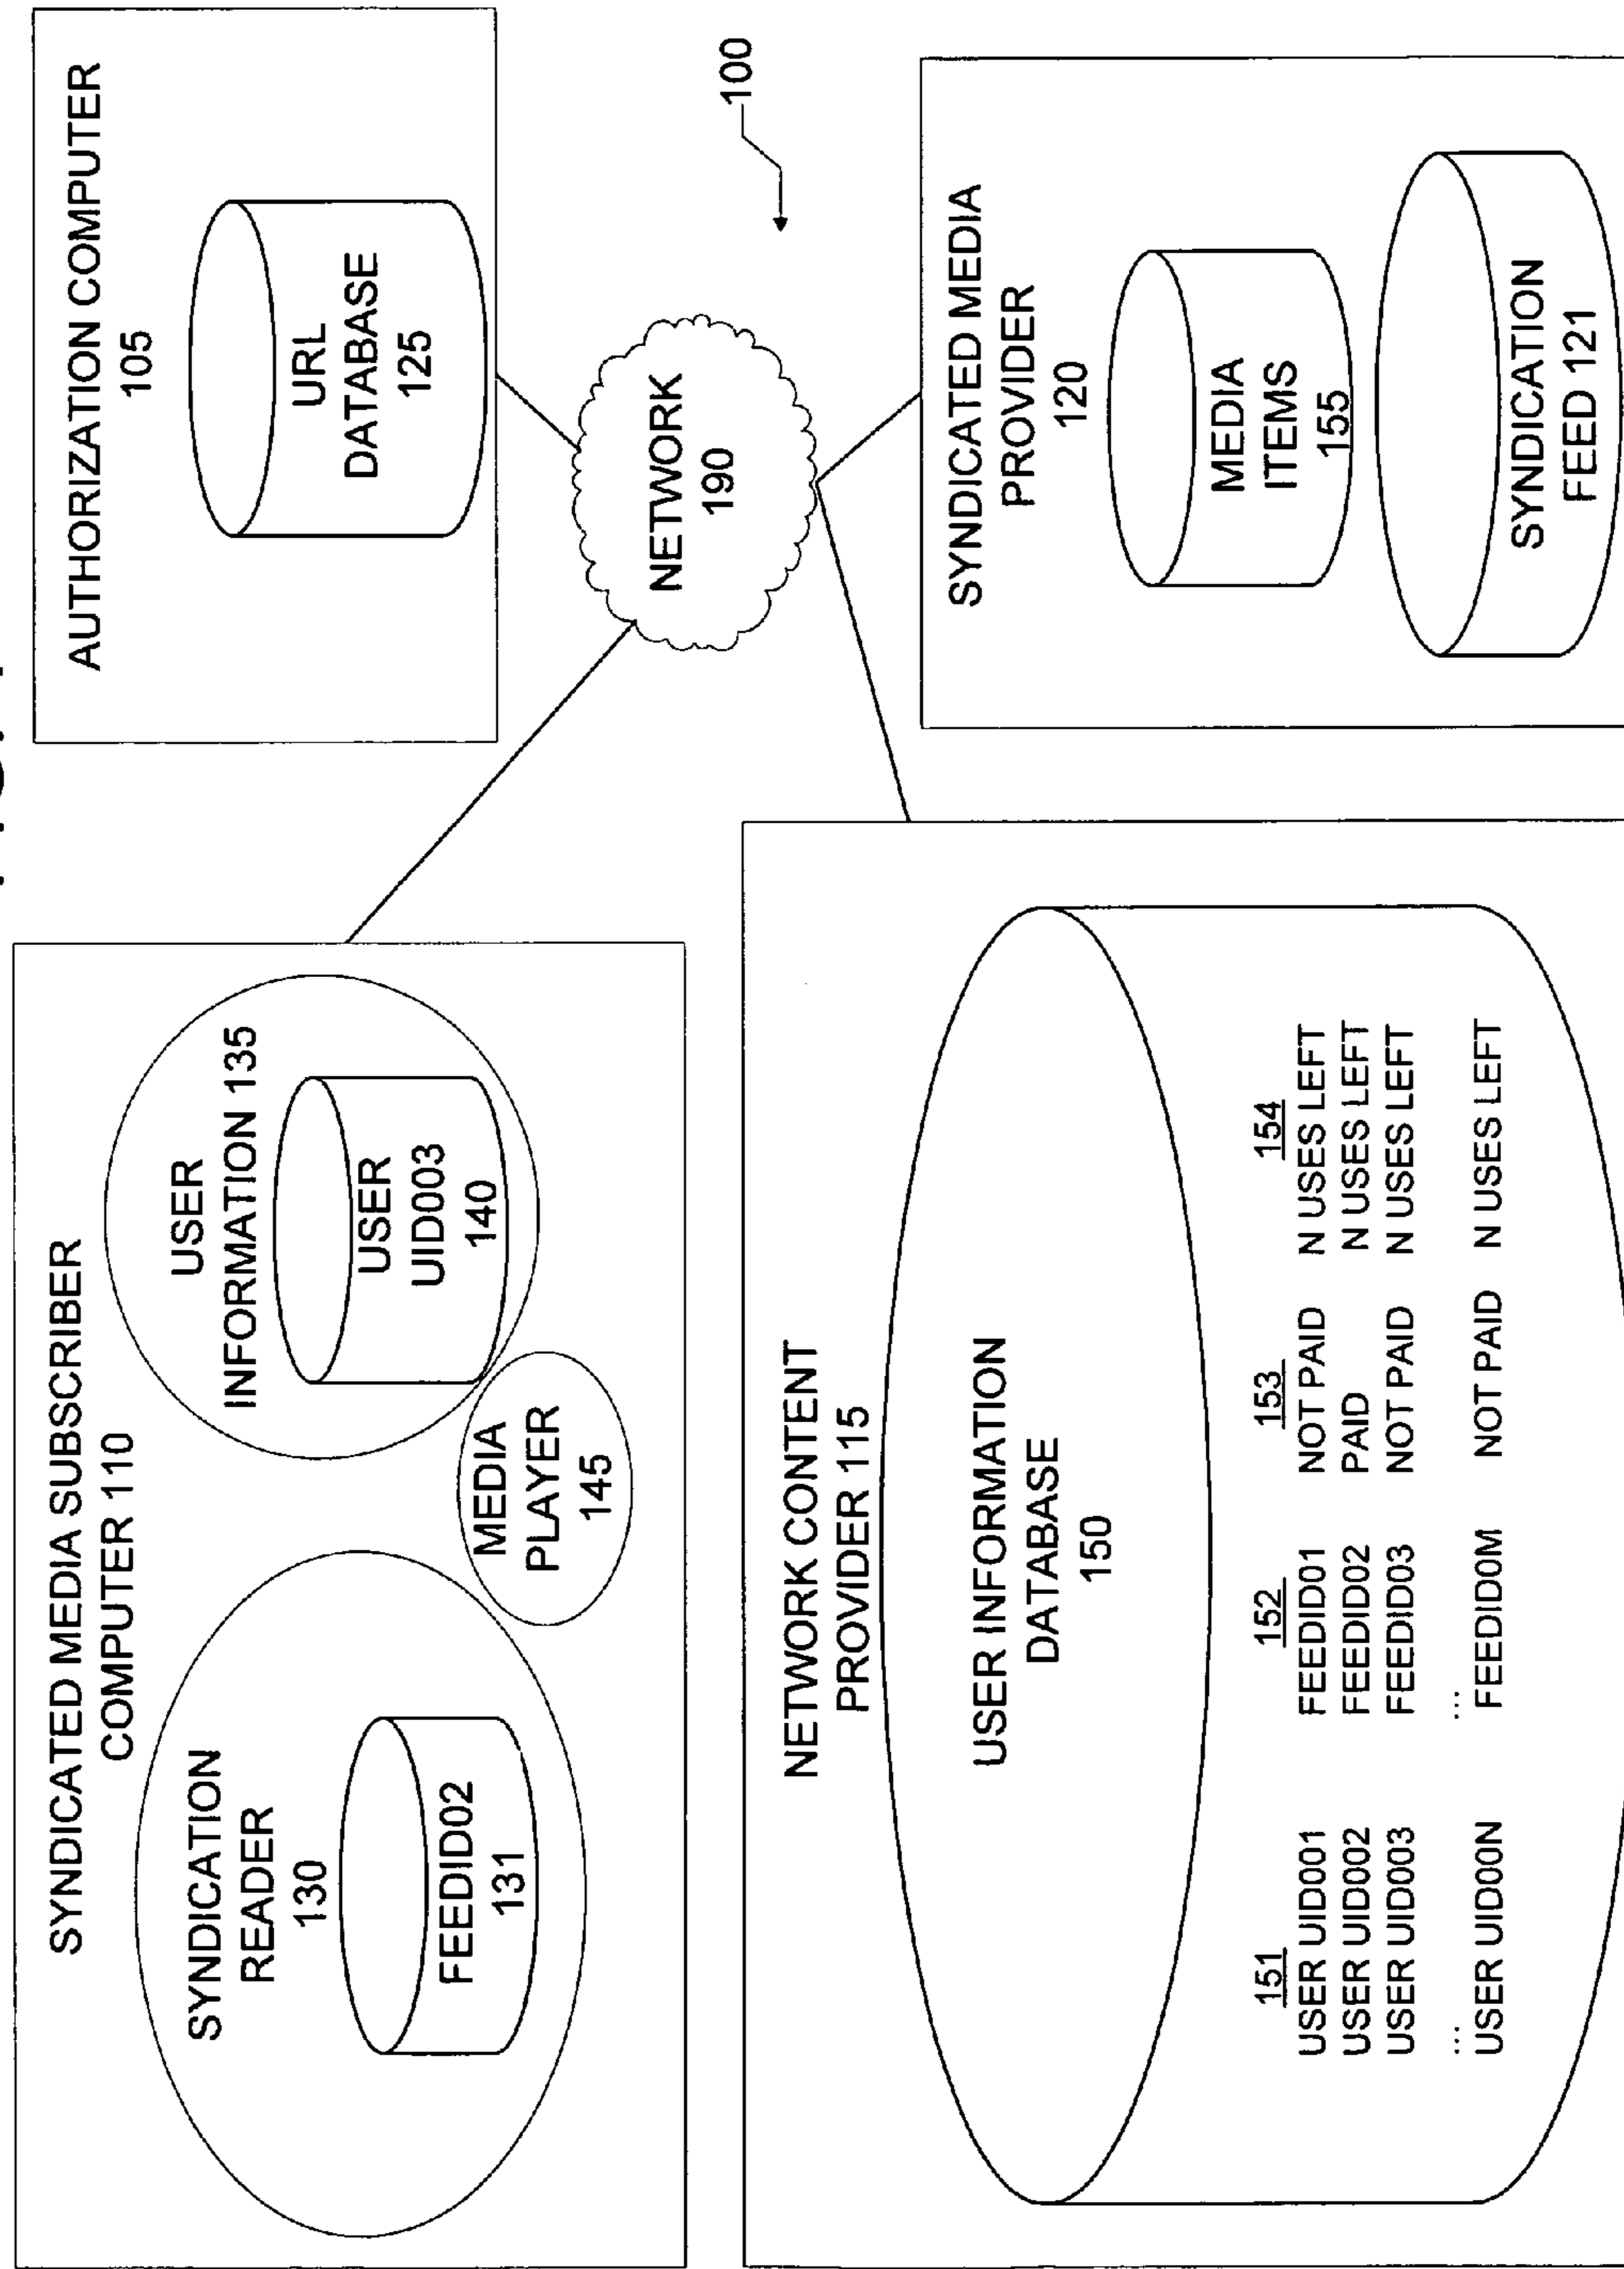 SYNDICATED MEDIA SUBSCRIBER
COMPUTER 110
SYNDICATION
READER
130
FEEDID02
131
MEDIA
PLAYER
145
USER
INFORMATION 135
USER
UID003
140
AUTHORIZATION COMPUTER
105
URL
DATABASE
125
NETWORK
190
100
NETWORK CONTENT
PROVIDER 115
USER INFORMATION
DATABASE
150
151 152 153 154
USER UID001 FEEDID01 NOT PAID N USES LEFT
USER UID002 FEEDID02 PAID N USES LEFT
USER UID003 FEEDID03 NOT PAID N USES LEFT
... ...
USER UID00N FEEDID0M NOT PAID N USES LEFT
SYNDICATED MEDIA
PROVIDER
120
MEDIA
ITEMS
155
SYNDICATION
FEED 121